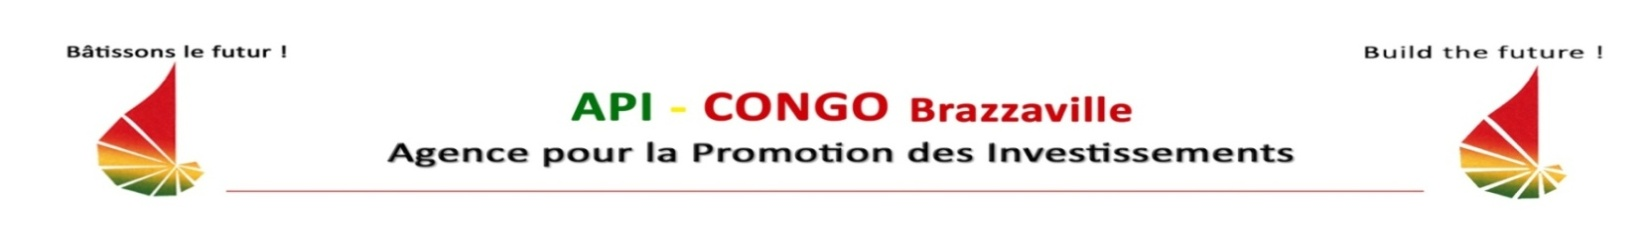 Bâtissons le futur !
Build the future !
API - CONGO Brazzaville
Agence pour la Promotion des Investissements